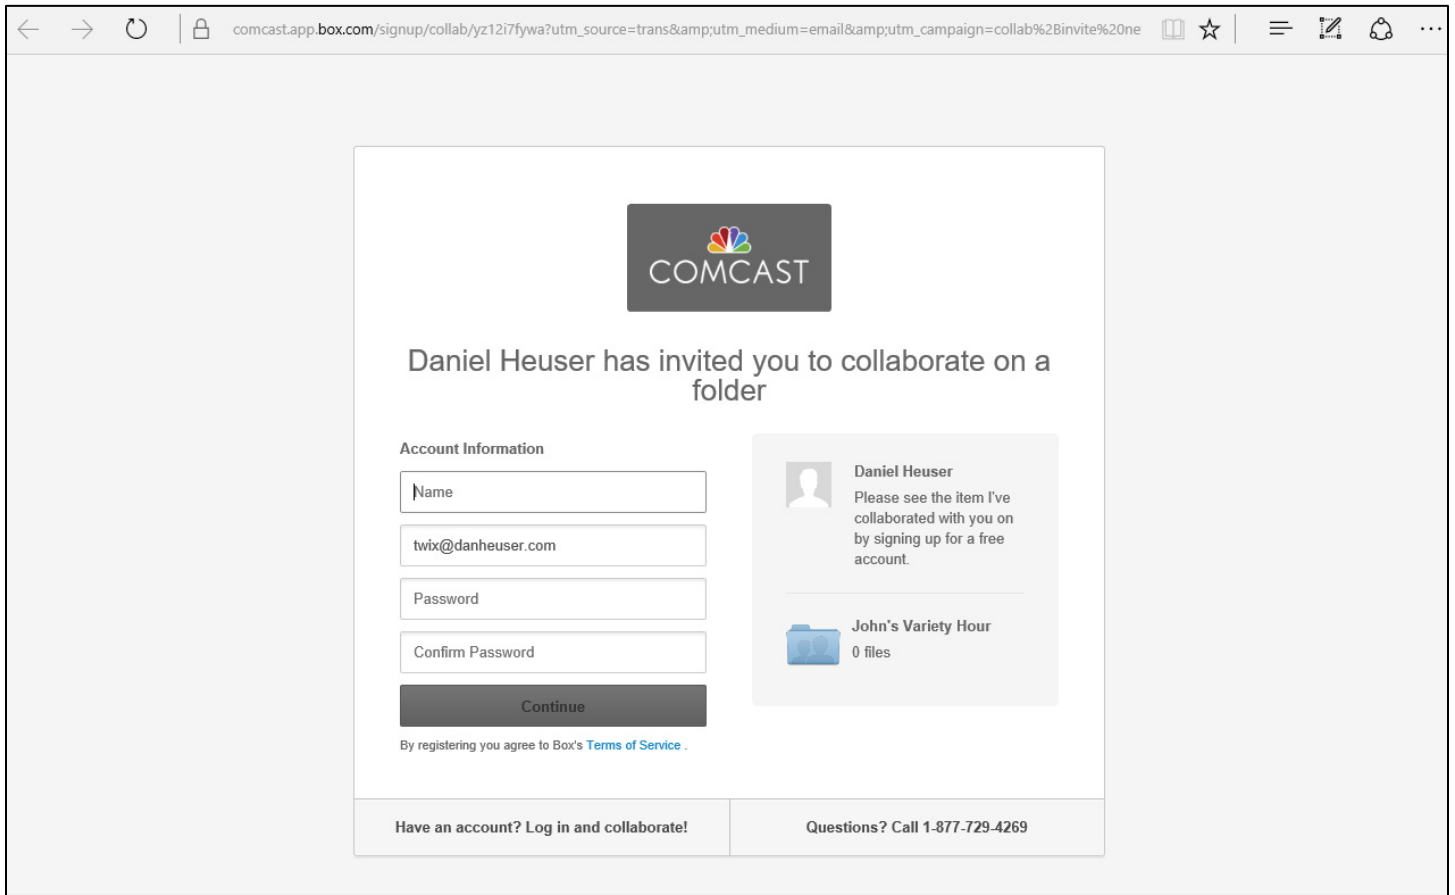 comcast.app.box.com/signup/collab/yz12i7fywa?utm_source=trans&amp;utm_medium=email&amp;utm_campaign=collab%2Binvite%20ne
COMCAST
Daniel Heuser has invited you to collaborate on a
folder
Account Information
Name
twix@danheuser.com
Password
Confirm Password
Continue
By registering you agree to Box's Terms of Service .
Daniel Heuser
Please see the item I've
collaborated with you on
by signing up for a free
account.
John's Variety Hour
0 files
Have an account? Log in and collaborate!
Questions? Call 1-877-729-4269